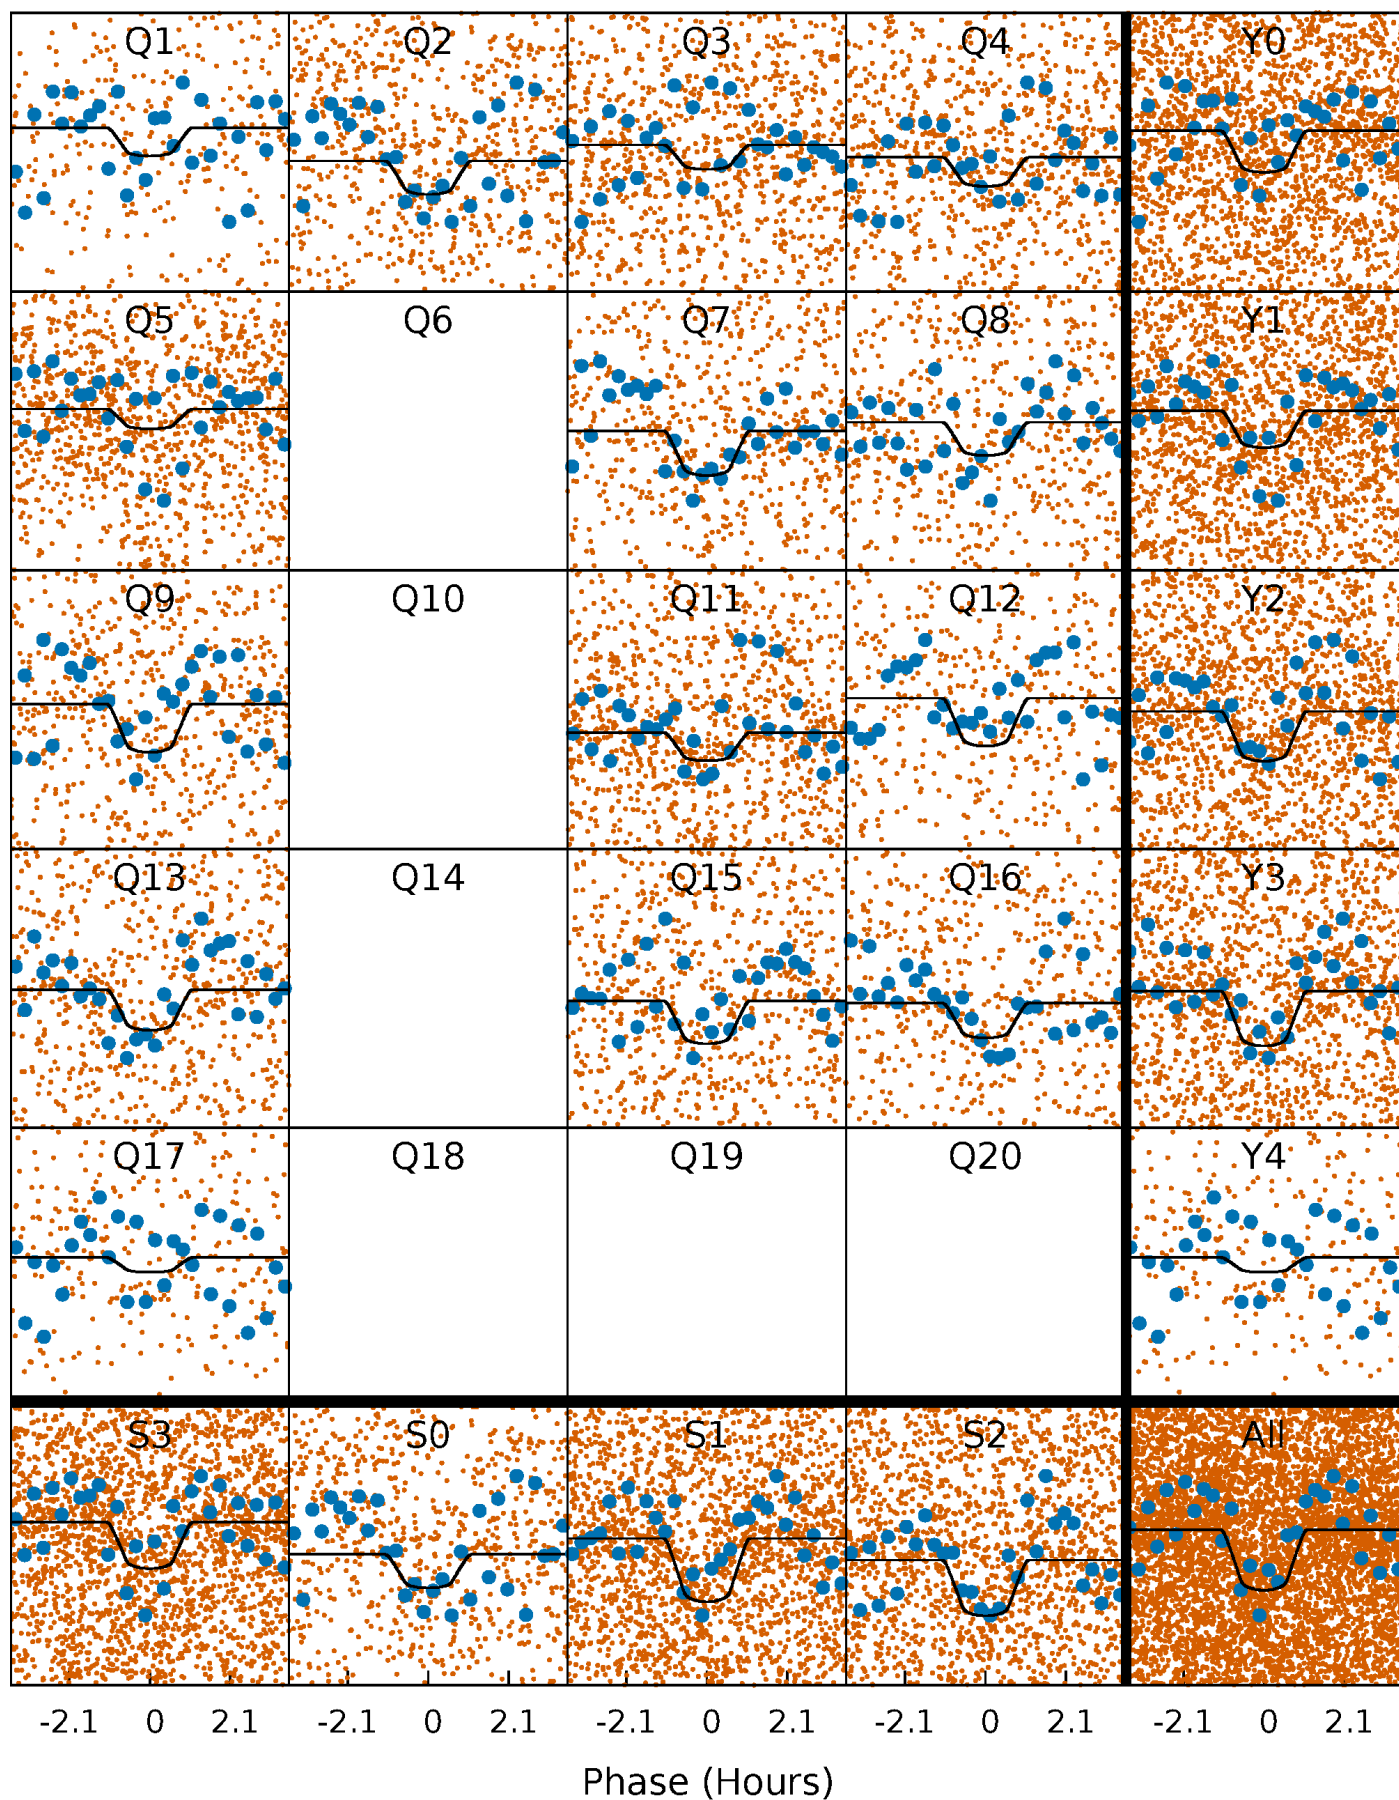 Q1 Q2 Q3 Q4 Y0
Q5 Q6 Q7 Q8 Y1
Q9 Q10 Q11 Q12 Y2
Q13 Q14 Q15 Q16 Y3
Q17 Q18 Q19 Q20 Y4
S3 S0 S1 S2 All
-2.1 0 2.1 -2.1 0 2.1 -2.1 0 2.1 -2.1 0 2.1 -2.1 0 2.1
Phase (Hours)